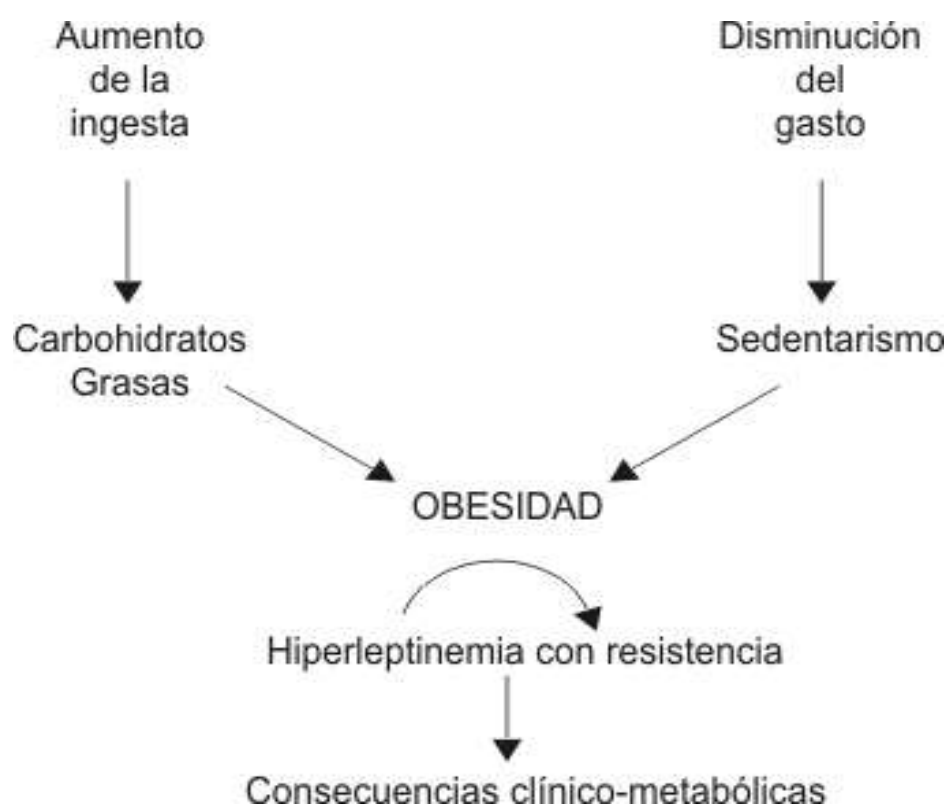 Aumento
de la
ingesta
Disminución
del
gasto
Carbohidratos
Grasas
Sedentarismo
OBESIDAD
Hiperleptinemia con resistencia
Consecuencias clínico-metabólicas